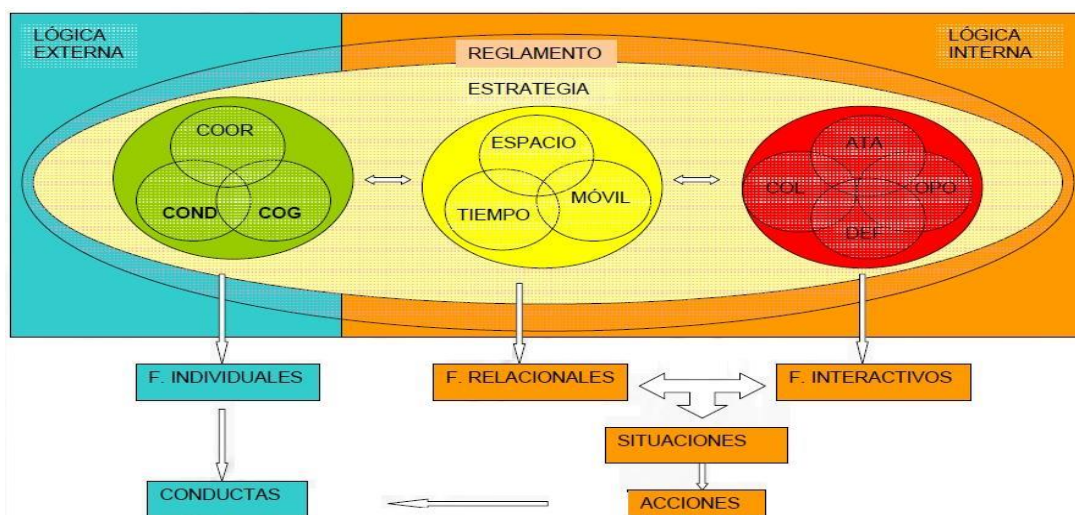 LÓGICA
EXTERNA
LÓGICA
INTERNA
REGLAMENTO
ESTRATEGIA
COOR
COND
COG
ESPACIO
TIEMPO
MÓVIL
ATA
COL
OPO
DEF
F. INDIVIDUALES
F. RELACIONALES
F. INTERACTIVOS
SITUACIONES
CONDUCTAS
ACCIONES